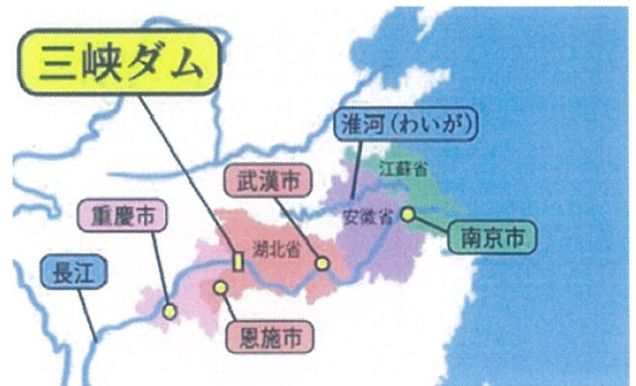 三峡ダム
淮河(わいが)
江蘇省
武漢市
安徽省
重慶市
南京市
湖北省
長江
恩施市